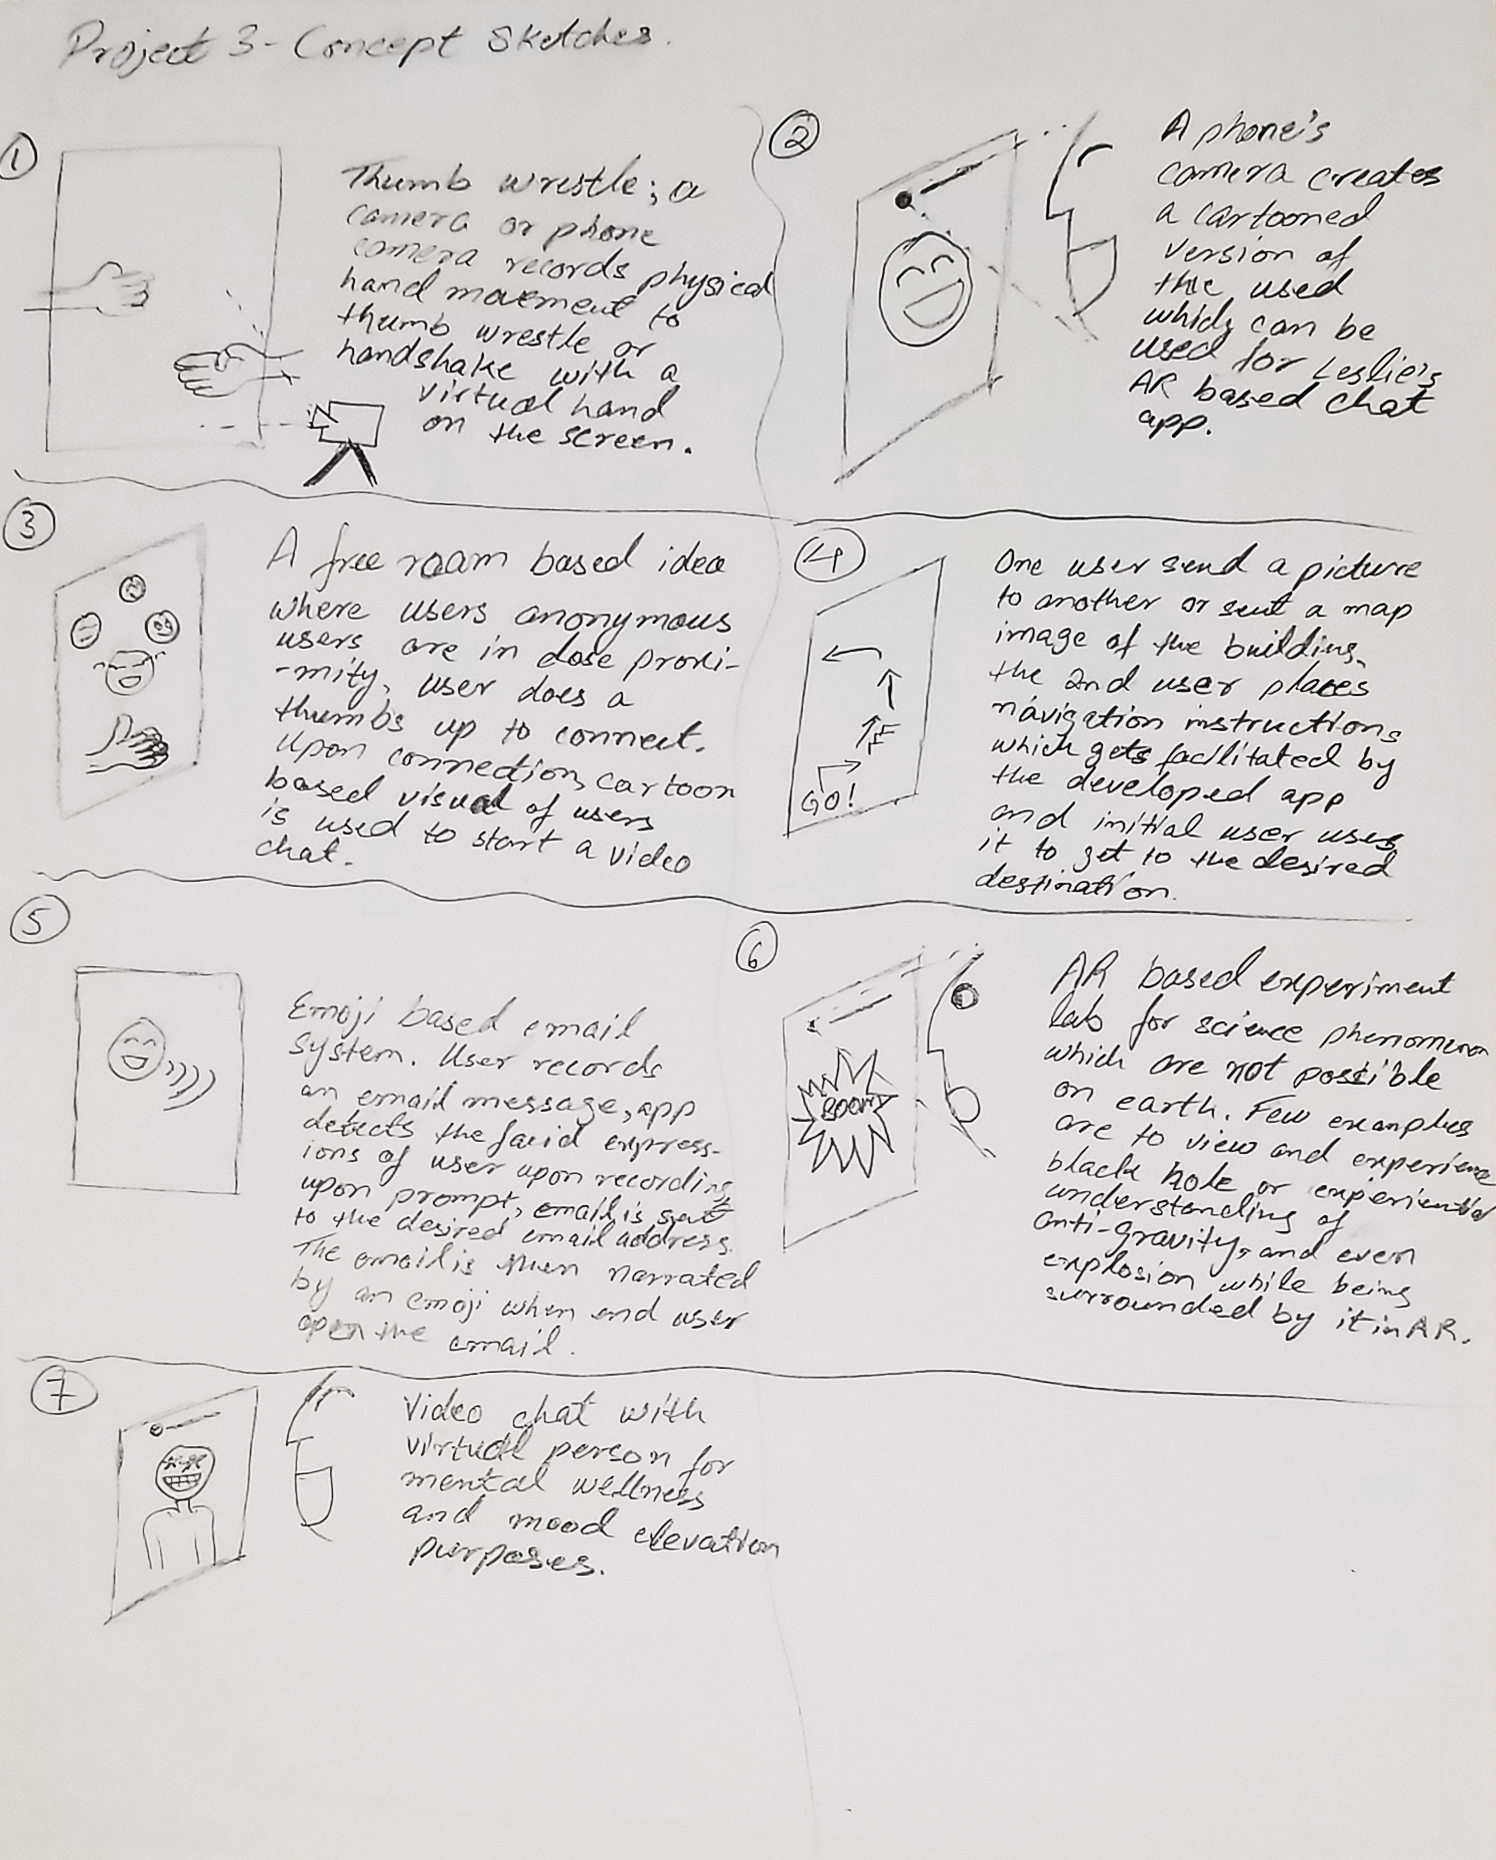 Project 3 - Concept Sketches.
1
Thumb wrestle; a
camera or phone
camera records physical
hand movement to
thumb wrestle or
handshake with a
virtual hand
on the screen.
2
A phone's
camera creates
a cartooned
version of
the used
which can be
used for Leslie's
AR based chat
app.
3
A free roam based idea
where users anonymous
users are in close proxi-
-mity, user does a
thumbs up to connect.
Upon connection, cartoon
based visual of users
is used to start a video
chat.
4
GO!
One user send a picture
to another or sent a map
image of the building,
the 2nd user places
navigation instructions
which gets facilitated by
the developed app
and initial user uses
it to get to the desired
destination.
5
Emoji based email
system. User records
an email message, app
detects the express-
ions of user upon recording,
upon prompt, email is sent
to the desired email address.
The email is then narrated
by an emoji when end user
open the email.
6
BOOM
AR based experiment
lab for science phenomenon
which are not possible
on earth. Few examples
are to view and experience
black hole or experiential
understanding of
anti-gravity, and even
explosion while being
surrounded by it in AR.
7
Video chat with
virtual person for
mental wellness
and mood elevation
purposes.